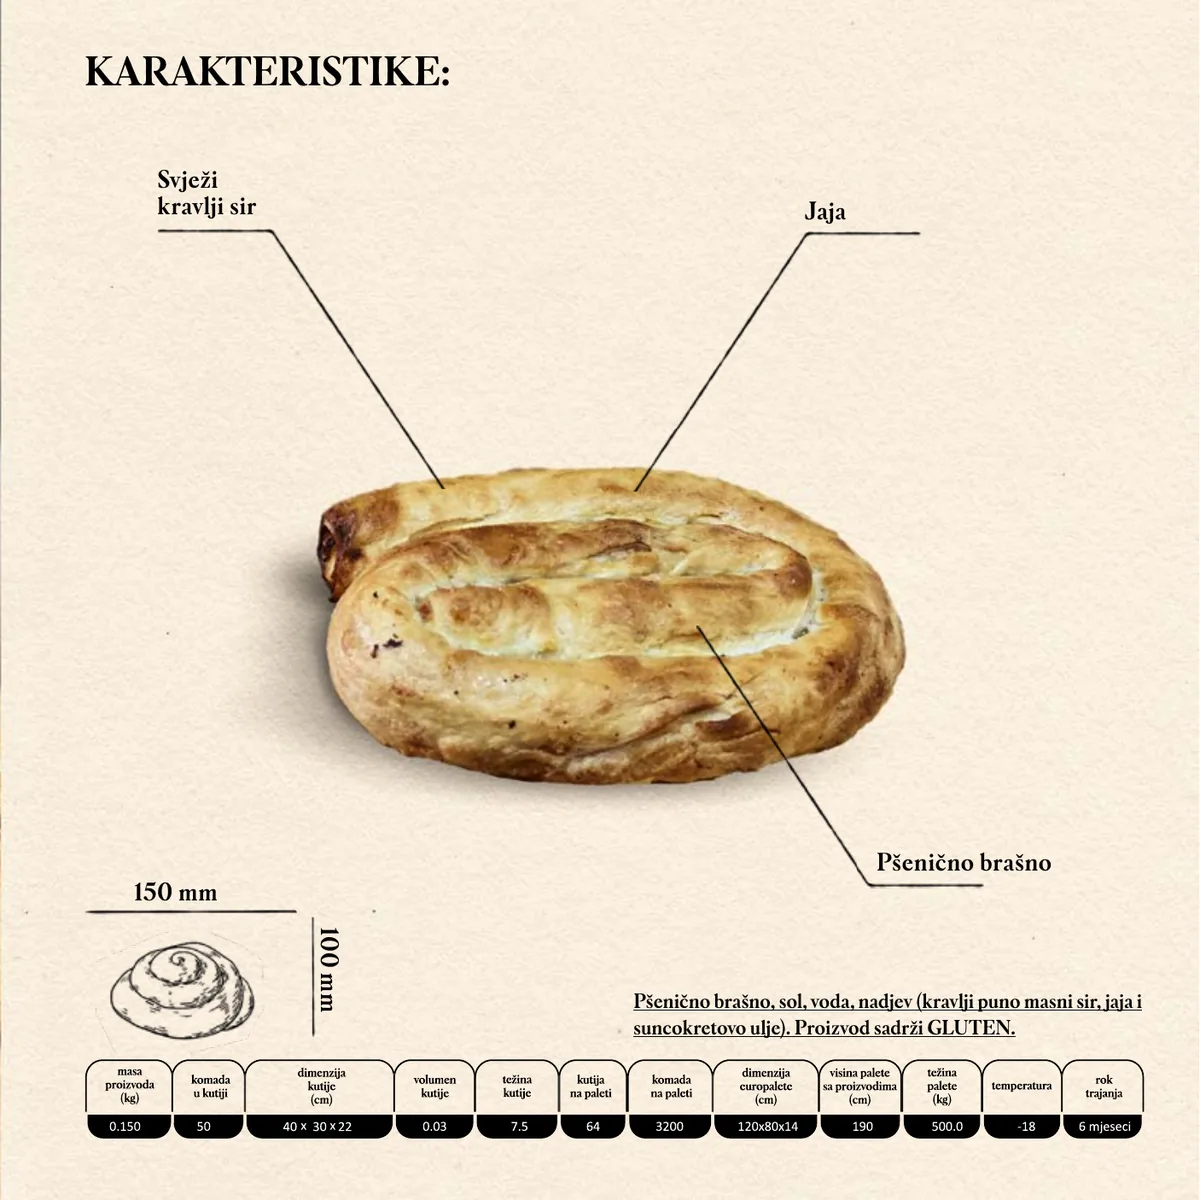 KARAKTERISTIKE:
Svježi
kravlji sir
Jaja
Pšenično brašno
150 mm
100 mm
Pšenično brašno, sol, voda, nadjev (kravlji puno masni sir, jaja i
suncokretovo ulje). Proizvod sadrži GLUTEN.
masa
proizvoda
(kg)
0.150
komada
u kutiji
50
dimenzija
kutije
(cm)
40 x 30 x 22
volumen
kutije
0.03
težina
kutije
7.5
kutija
na paleti
64
komada
na paleti
3200
dimenzija
europalete
(cm)
120x80x14
visina palete
sa proizvodima
(cm)
190
težina
palete
(kg)
500.0
temperatura
-18
rok
trajanja
6 mjeseci